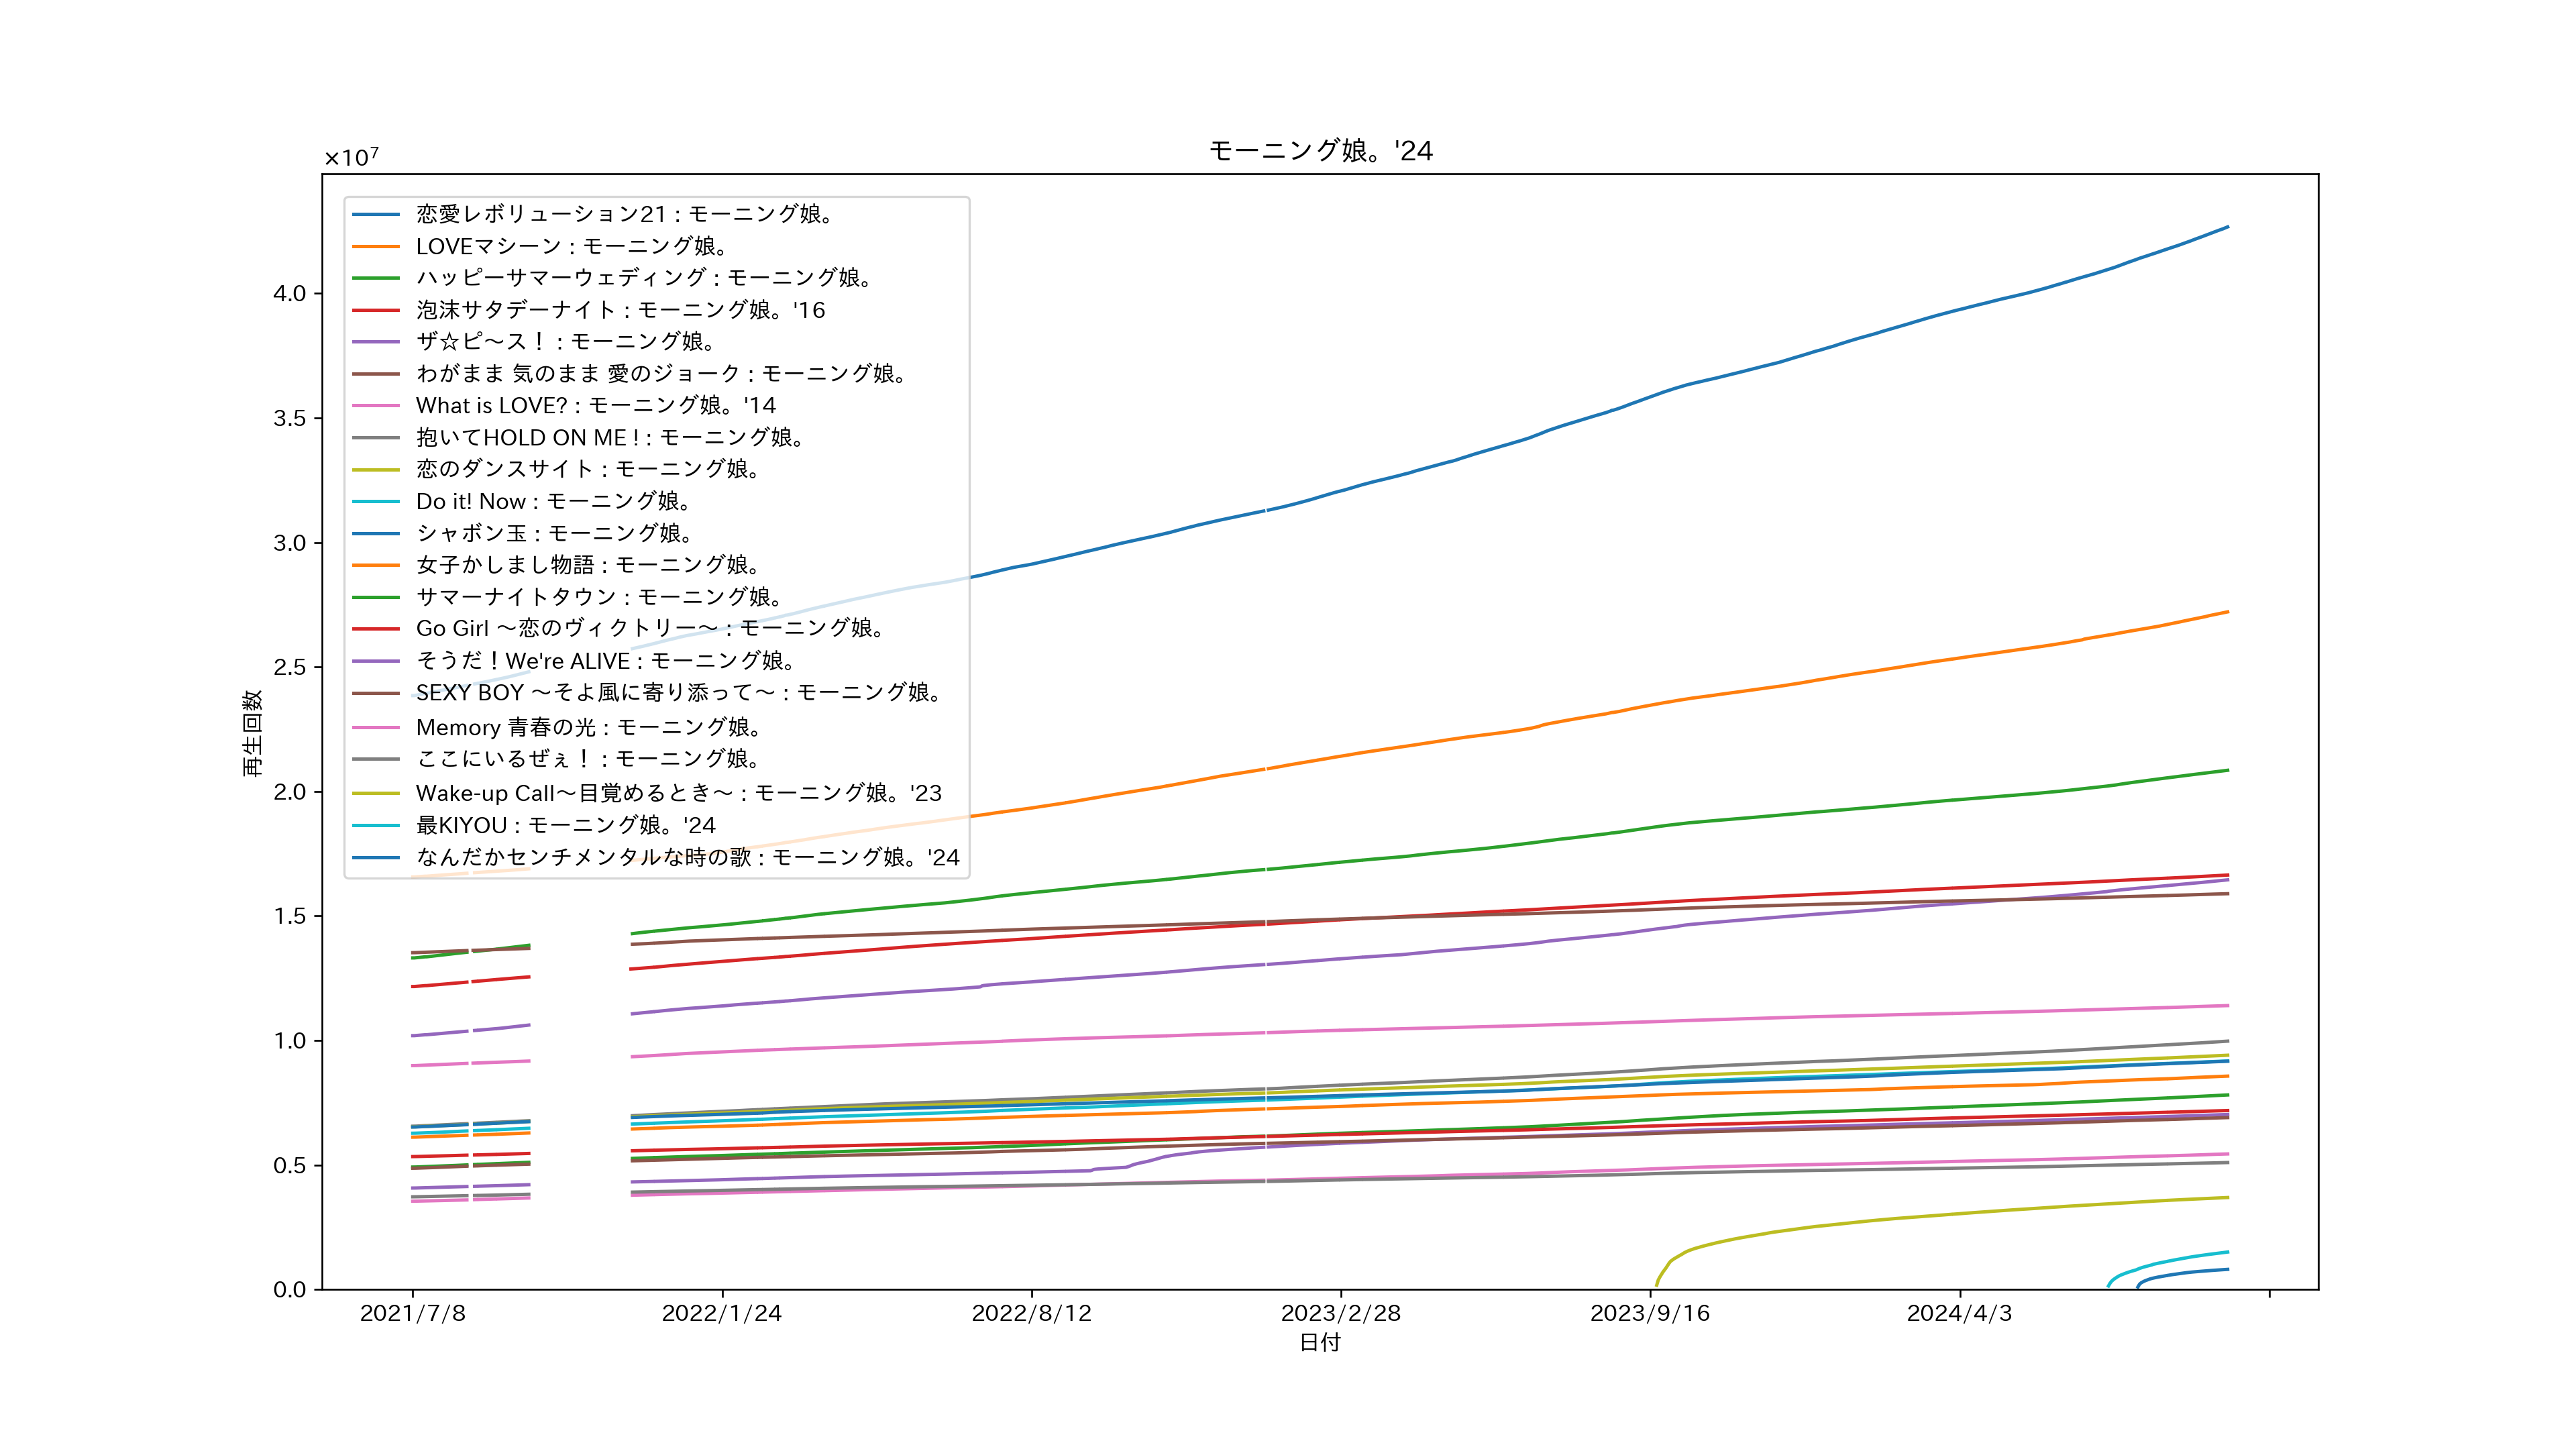 モーニング娘。'24
×10⁷
恋愛レボリューション21 : モーニング娘。
LOVEマシーン : モーニング娘。
ハッピーサマーウェディング : モーニング娘。
泡沫サタデーナイト : モーニング娘。'16
ザ☆ピ〜ス！ : モーニング娘。
わがまま 気のまま 愛のジョーク : モーニング娘。
What is LOVE? : モーニング娘。'14
抱いてHOLD ON ME ! : モーニング娘。
恋のダンスサイト : モーニング娘。
Do it! Now : モーニング娘。
シャボン玉 : モーニング娘。
女子かしまし物語 : モーニング娘。
サマーナイトタウン : モーニング娘。
Go Girl 〜恋のヴィクトリー〜 : モーニング娘。
そうだ！We're ALIVE : モーニング娘。
SEXY BOY 〜そよ風に寄り添って〜 : モーニング娘。
Memory 青春の光 : モーニング娘。
ここにいるぜぇ！ : モーニング娘。
Wake-up Call〜目覚めるとき〜 : モーニング娘。'23
最KIYOU : モーニング娘。'24
なんだかセンチメンタルな時の歌 : モーニング娘。'24
再生回数
4.0
3.5
3.0
2.5
2.0
1.5
1.0
0.5
0.0
2021/7/8
2022/1/24
2022/8/12
2023/2/28
2023/9/16
2024/4/3
日付